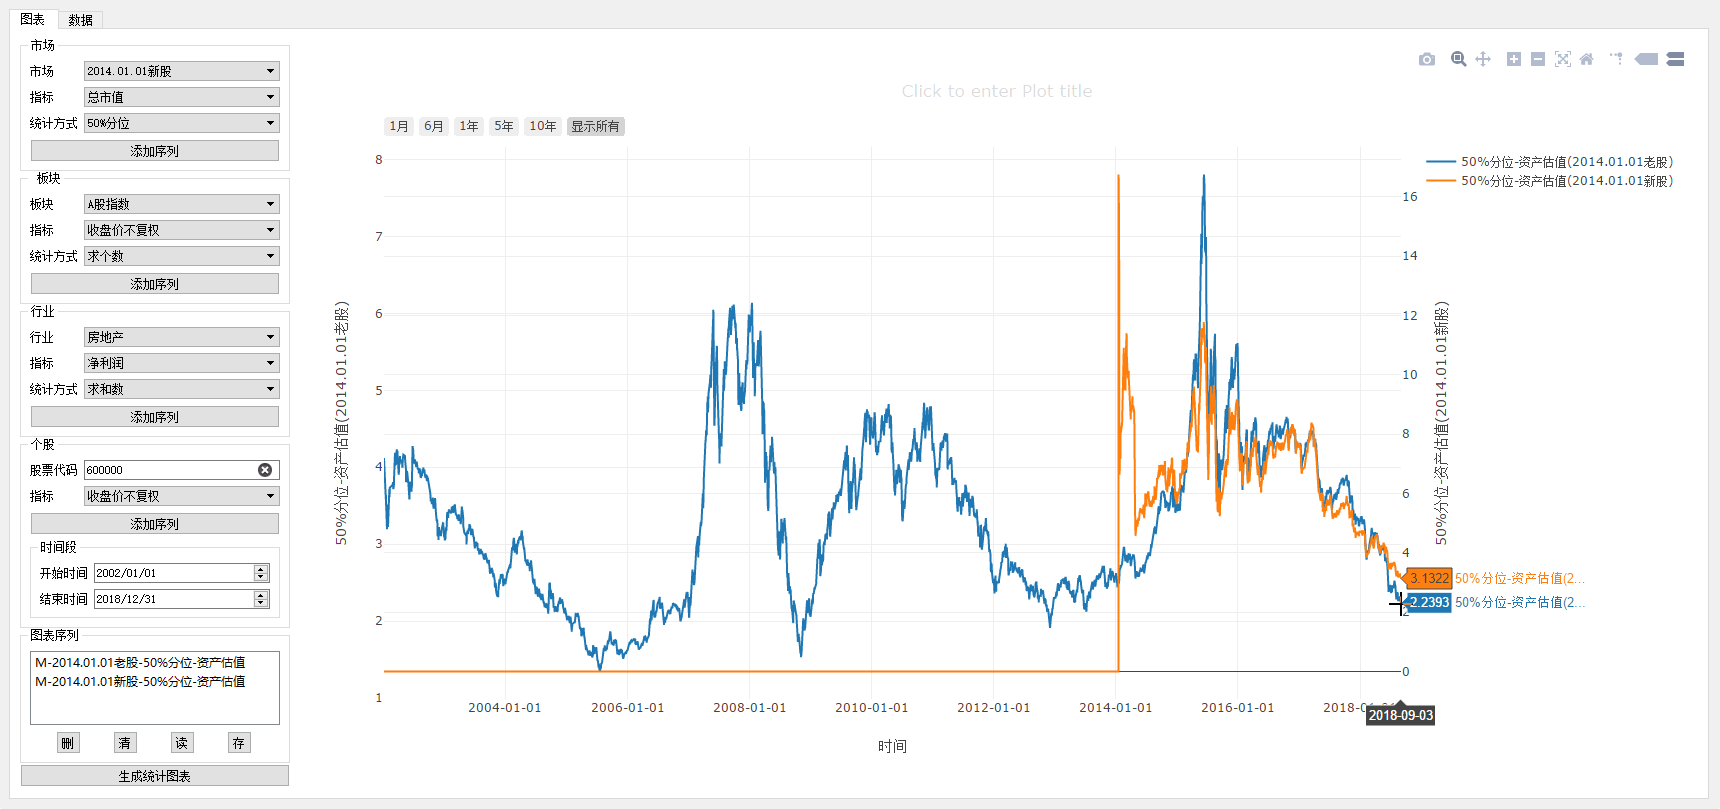 图表 数据
市场
市场 2014.01.01新股
指标 总市值
统计方式 50%分位
添加序列
板块
板块 A股指数
指标 收盘价不复权
统计方式 求个数
添加序列
行业
行业 房地产
指标 净利润
统计方式 求和数
添加序列
个股
股票代码 600000
指标 收盘价不复权
添加序列
时间段
开始时间 2002/01/01
结束时间 2018/12/31
图表序列
M-2014.01.01老股-50%分位-资产估值
M-2014.01.01新股-50%分位-资产估值
删 清 读 存
生成统计图表
Click to enter Plot title
1月 6月 1年 5年 10年 显示所有
50%分位-资产估值(2014.01.01老股)
50%分位-资产估值(2014.01.01新股)
8
7
6
5
4
3
2
1
50%分位-资产估值(2014.01.01老股)
16
14
12
10
8
6
4
2
0
50%分位-资产估值(2014.01.01新股)
3.1322 50%分位-资产估值(2...
2.2393 50%分位-资产估值(2...
2004-01-01 2006-01-01 2008-01-01 2010-01-01 2012-01-01 2014-01-01 2016-01-01 2018-01-01
2018-09-03
时间